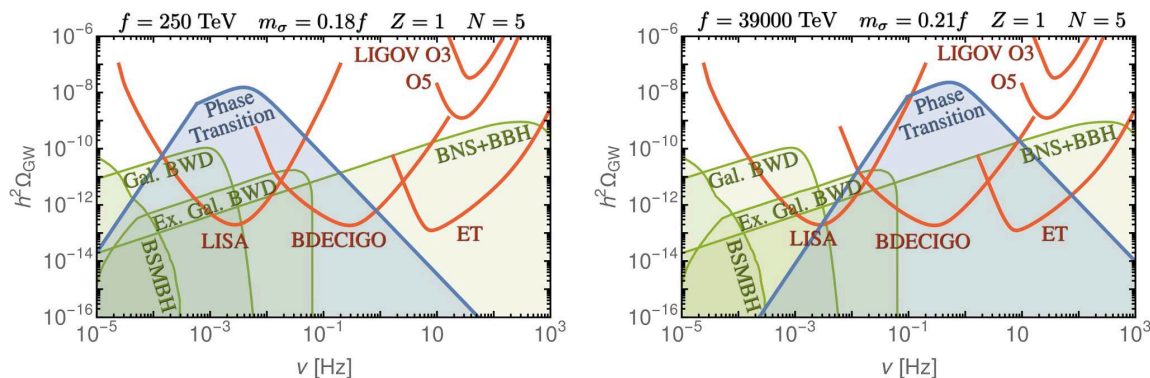 f = 250 TeV   m_σ = 0.18f   Z = 1   N = 5
10^-6
10^-8
10^-10
10^-12
10^-14
10^-16
h²Ω_GW
LIGOV O3
O5
Phase
Transition
BNS+BBH
Gal. BWD
Ex. Gal. BWD
LISA
BDECIGO
ET
BSMBH
10^-5
10^-3
10^-1
10
10^3
ν [Hz]
f = 39000 TeV   m_σ = 0.21f   Z = 1   N = 5
10^-6
10^-8
10^-10
10^-12
10^-14
10^-16
h²Ω_GW
LIGOV O3
O5
Phase
Transition
BNS+BBH
Gal. BWD
Ex. Gal. BWD
LISA
BDECIGO
ET
BSMBH
10^-5
10^-3
10^-1
10
10^3
ν [Hz]